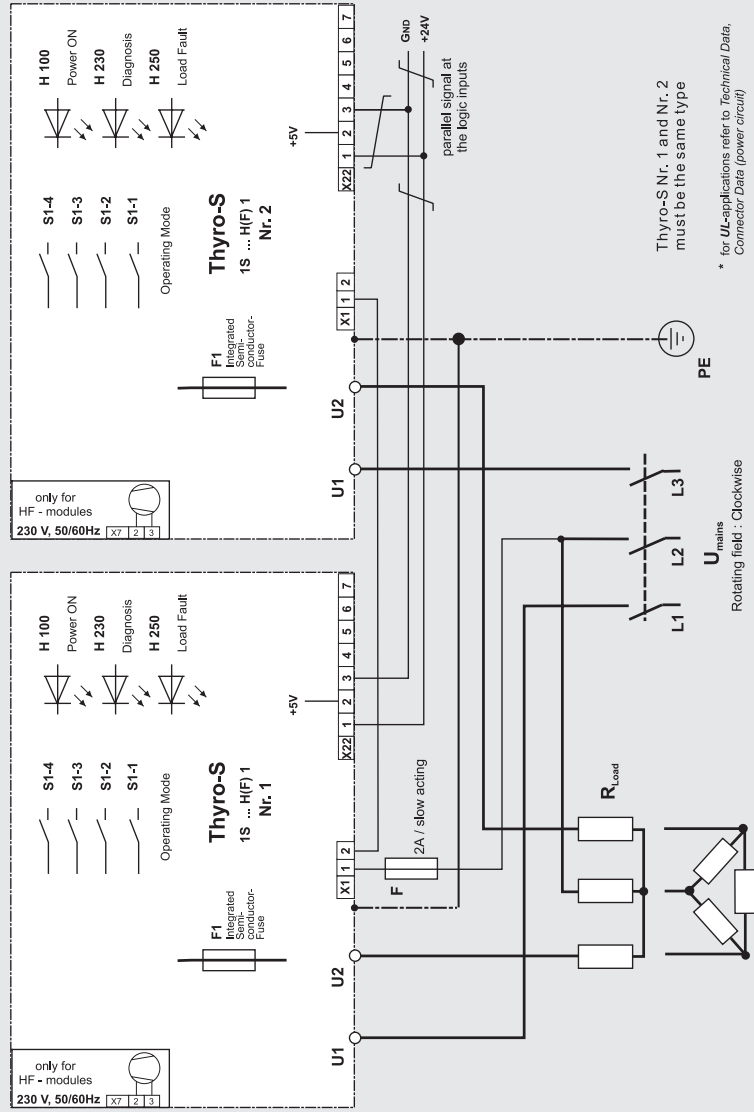 only for
HF - modules
230 V, 50/60Hz
X7 2 3
F1
Integrated
Semi-
conductor-
Fuse
S1-4
S1-3
S1-2
S1-1
Operating Mode
Thyro-S
1S ... H(F) 1
Nr. 1
H 100
Power ON
H 230
Diagnosis
H 250
Load Fault
+5V
U1
U2
X1 1 2
X22 1 2 3 4 5 6 7
F
2A / slow acting
only for
HF - modules
230 V, 50/60Hz
X7 2 3
F1
Integrated
Semi-
conductor-
Fuse
S1-4
S1-3
S1-2
S1-1
Operating Mode
Thyro-S
1S ... H(F) 1
Nr. 2
H 100
Power ON
H 230
Diagnosis
H 250
Load Fault
+5V
U1
U2
X1 1 2
X22 1 2 3 4 5 6 7
GND
+24V
parallel signal at
the logic inputs
RLoad
L1
L2
L3
Umains
Rotating field : Clockwise
PE
Thyro-S Nr. 1 and Nr. 2
must be the same type
* for UL-applications refer to Technical Data,
Connector Data (power circuit)